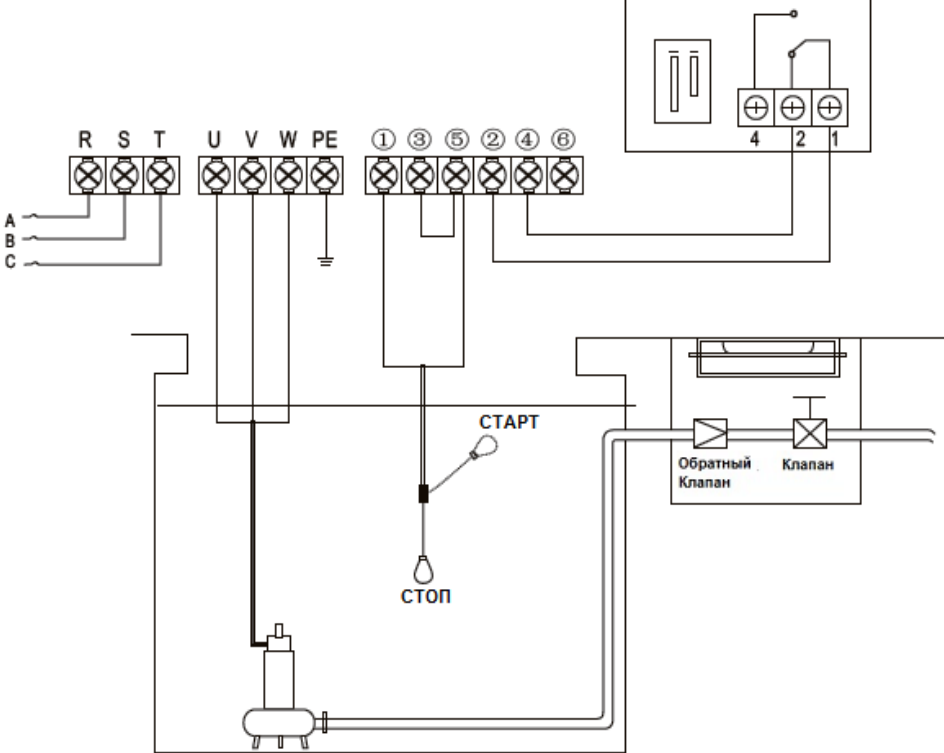 4 2 1
R S T U V W PE ① ③ ⑤ ② ④ ⑥
A
B
C
СТАРТ
СТОП
Обратный
Клапан
Клапан